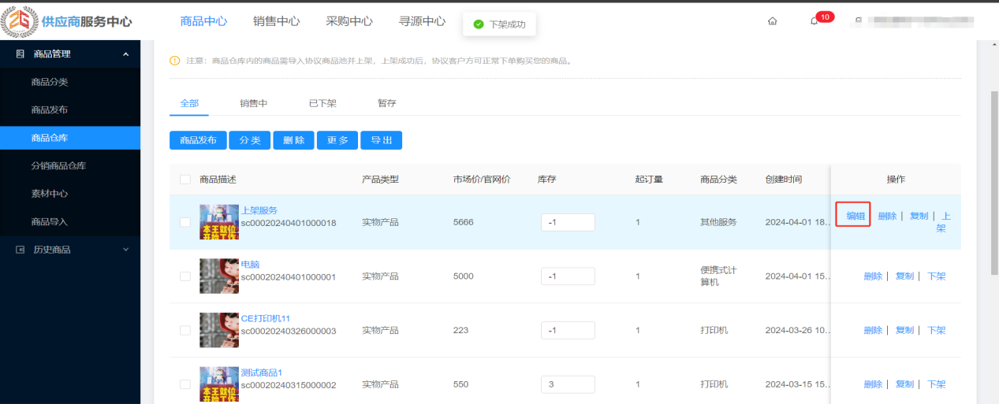 供应商服务中心
商品中心 销售中心 采购中心 寻源中心
下架成功
10
商品管理
商品分类
商品发布
商品仓库
分销商品仓库
素材中心
商品导入
历史商品
注意：商品仓库内的商品需导入协议商品池并上架，上架成功后，协议客户方可正常下单购买您的商品。
全部 销售中 已下架 暂存
商品发布 分类 删除 更多 导出
商品描述 产品类型 市场价/官网价 库存 起订量 商品分类 创建时间 操作
上架服务
sc00020240401000018 实物产品 5666 -1 1 其他服务 2024-04-01 18... 编辑 删除 | 复制 | 上
架
本王就位
开始工作
电脑
sc00020240401000001 实物产品 5000 -1 1 便携式计
算机 2024-04-01 15... 删除 | 复制 | 下架
CE打印机11
sc00020240326000003 实物产品 223 -1 1 打印机 2024-03-26 10... 删除 | 复制 | 下架
测试商品1
sc00020240315000002 实物产品 550 3 1 打印机 2024-03-15 15... 删除 | 复制 | 下架
本王就位
开始工作